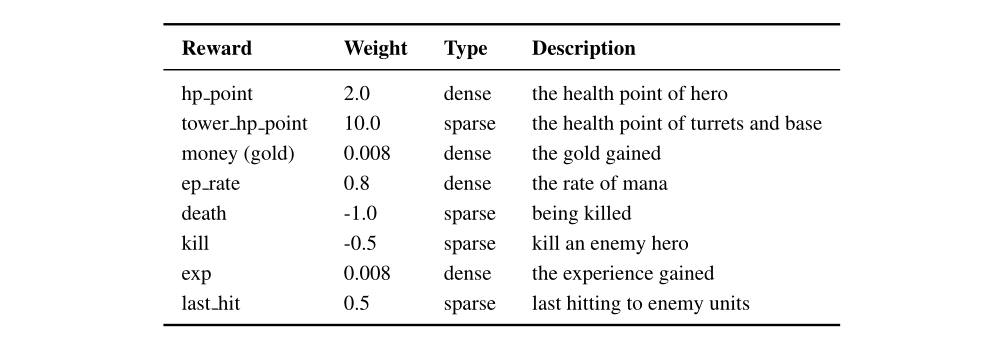 Reward Weight Type Description
hp_point 2.0 dense the health point of hero
tower_hp_point 10.0 sparse the health point of turrets and base
money (gold) 0.008 dense the gold gained
ep_rate 0.8 dense the rate of mana
death -1.0 sparse being killed
kill -0.5 sparse kill an enemy hero
exp 0.008 dense the experience gained
last_hit 0.5 sparse last hitting to enemy units